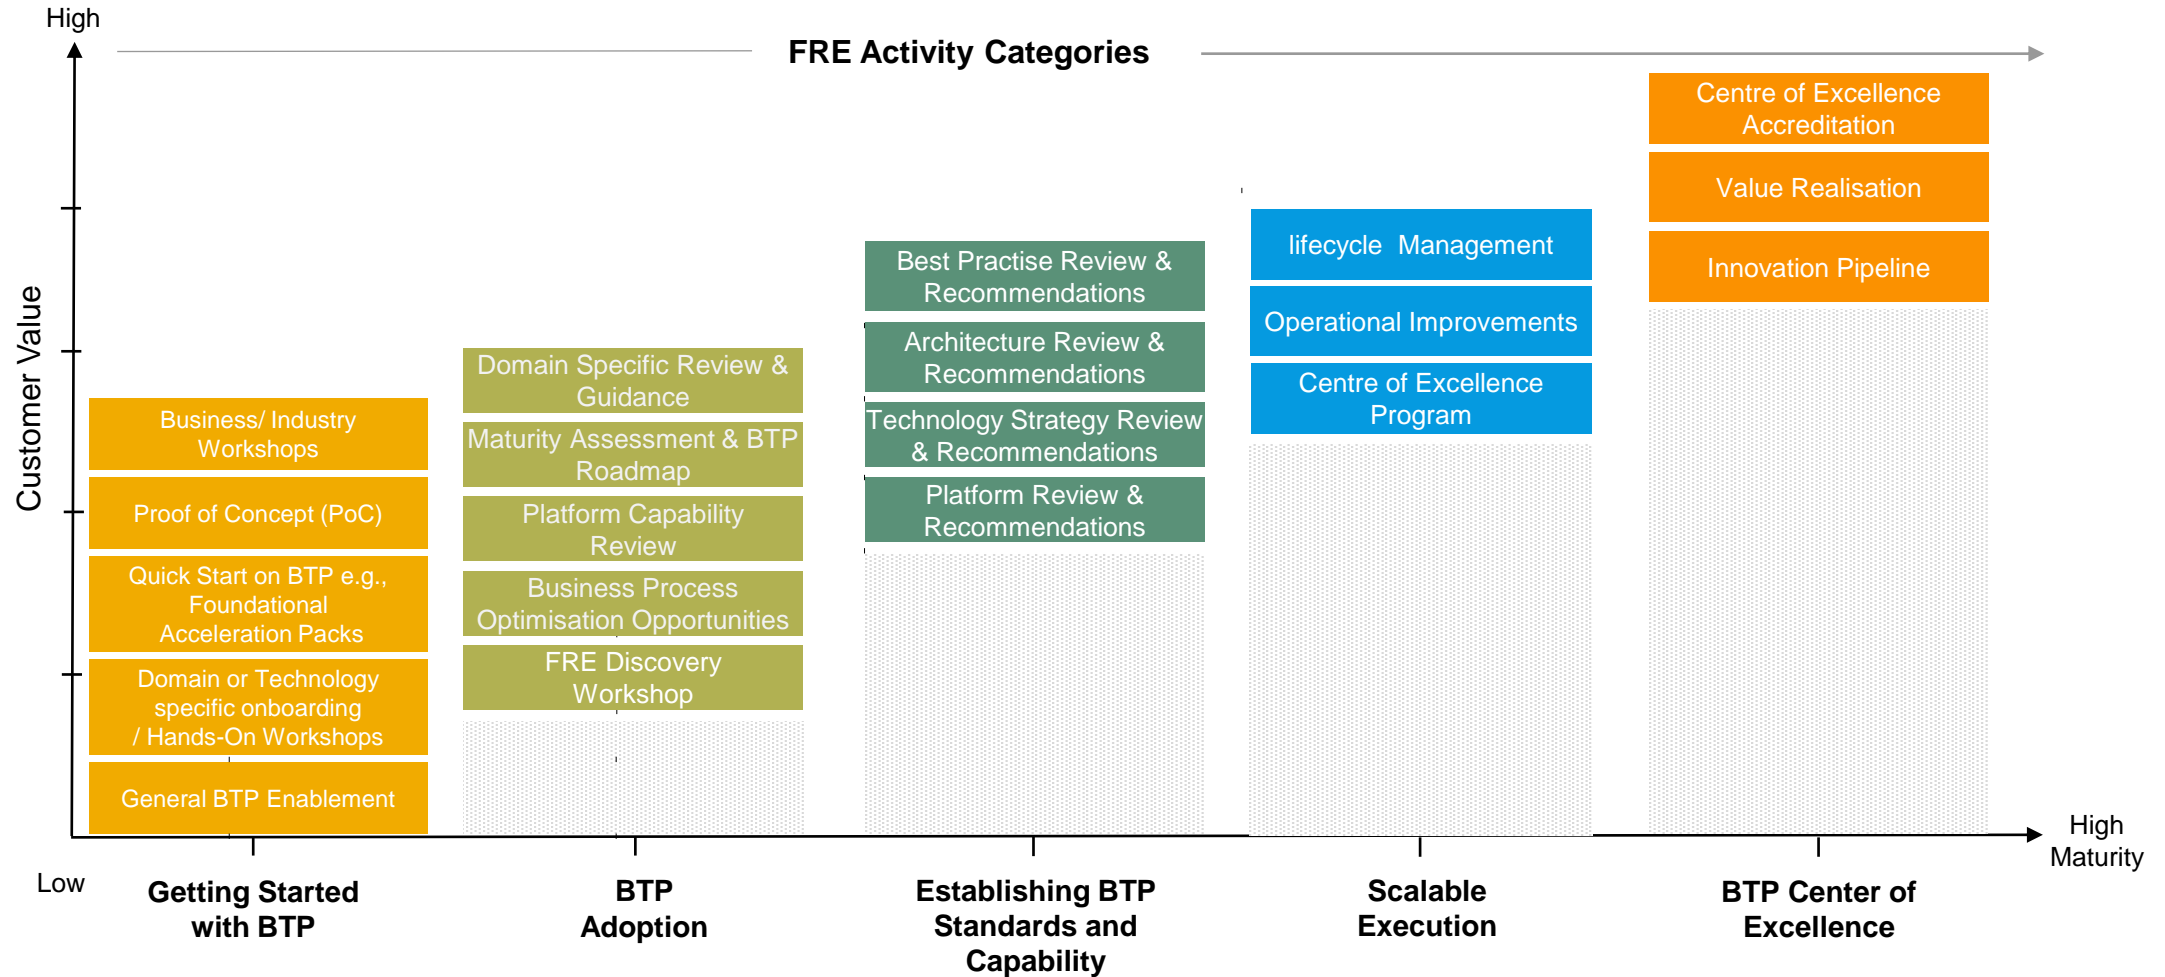 High
FRE Activity Categories
Customer Value
Business/ Industry
Workshops
Proof of Concept (PoC)
Quick Start on BTP e.g.,
Foundational
Acceleration Packs
Domain or Technology
specific onboarding
/ Hands-On Workshops
General BTP Enablement
Domain Specific Review &
Guidance
Maturity Assessment & BTP
Roadmap
Platform Capability
Review
Business Process
Optimisation Opportunities
FRE Discovery
Workshop
Best Practise Review &
Recommendations
Architecture Review &
Recommendations
Technology Strategy Review
& Recommendations
Platform Review &
Recommendations
lifecycle  Management
Operational Improvements
Centre of Excellence
Program
Centre of Excellence
Accreditation
Value Realisation
Innovation Pipeline
Low
Getting Started
with BTP
BTP
Adoption
Establishing BTP
Standards and
Capability
Scalable
Execution
BTP Center of
Excellence
High
Maturity